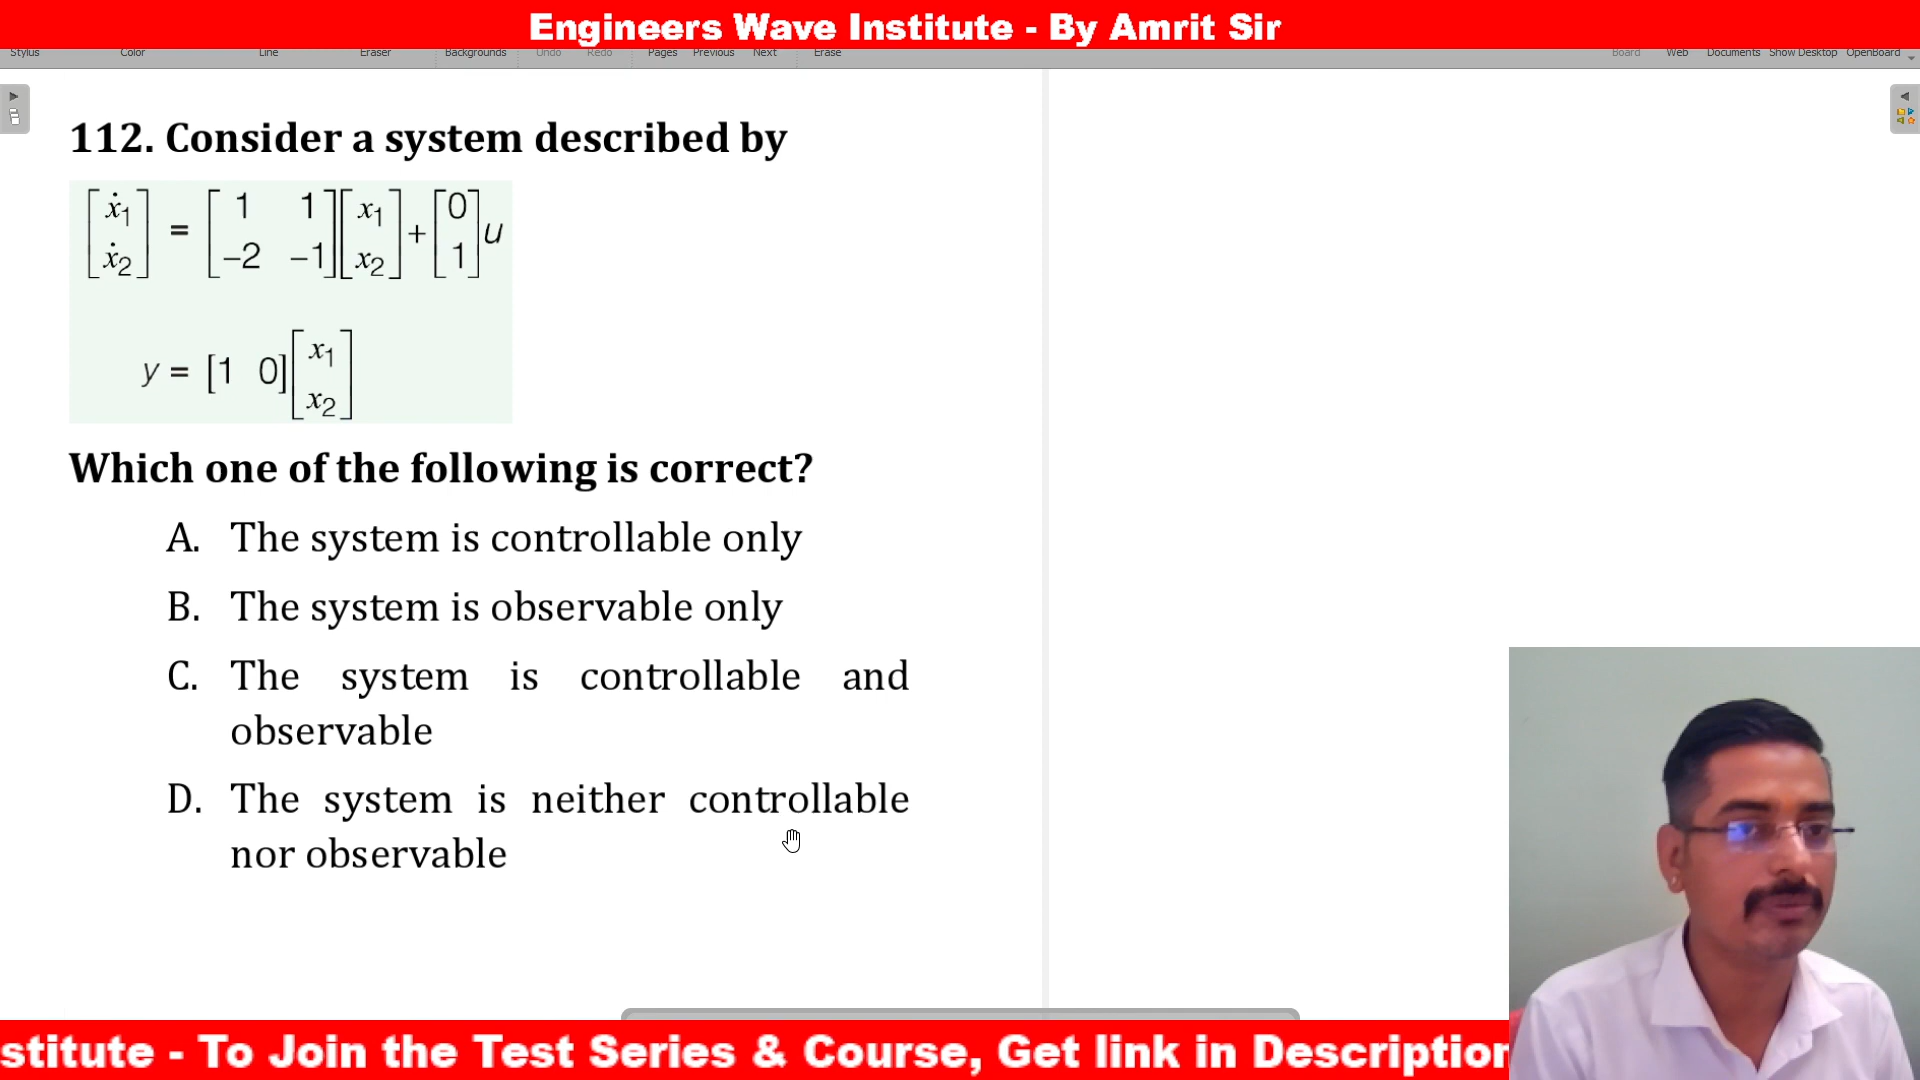 Engineers Wave Institute - By Amrit Sir
Stylus Color Line Eraser Backgrounds Undo Redo Pages Previous Next Erase Board Web Documents Show Desktop OpenBoard
112. Consider a system described by
[ẋ1; ẋ2] = [1 1; −2 −1][x1; x2] + [0; 1]u
y = [1 0][x1; x2]
Which one of the following is correct?
A. The system is controllable only
B. The system is observable only
C. The system is controllable and
observable
D. The system is neither controllable
nor observable
stitute - To Join the Test Series & Course, Get link in Description